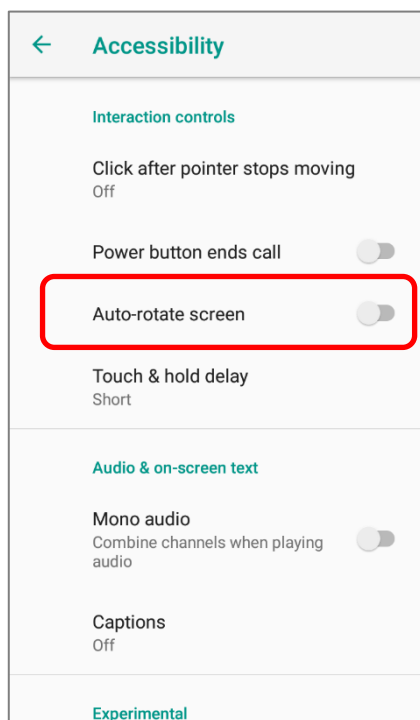 Accessibility
Interaction controls
Click after pointer stops moving
Off
Power button ends call
Auto-rotate screen
Touch & hold delay
Short
Audio & on-screen text
Mono audio
Combine channels when playing
audio
Captions
Off
Experimental